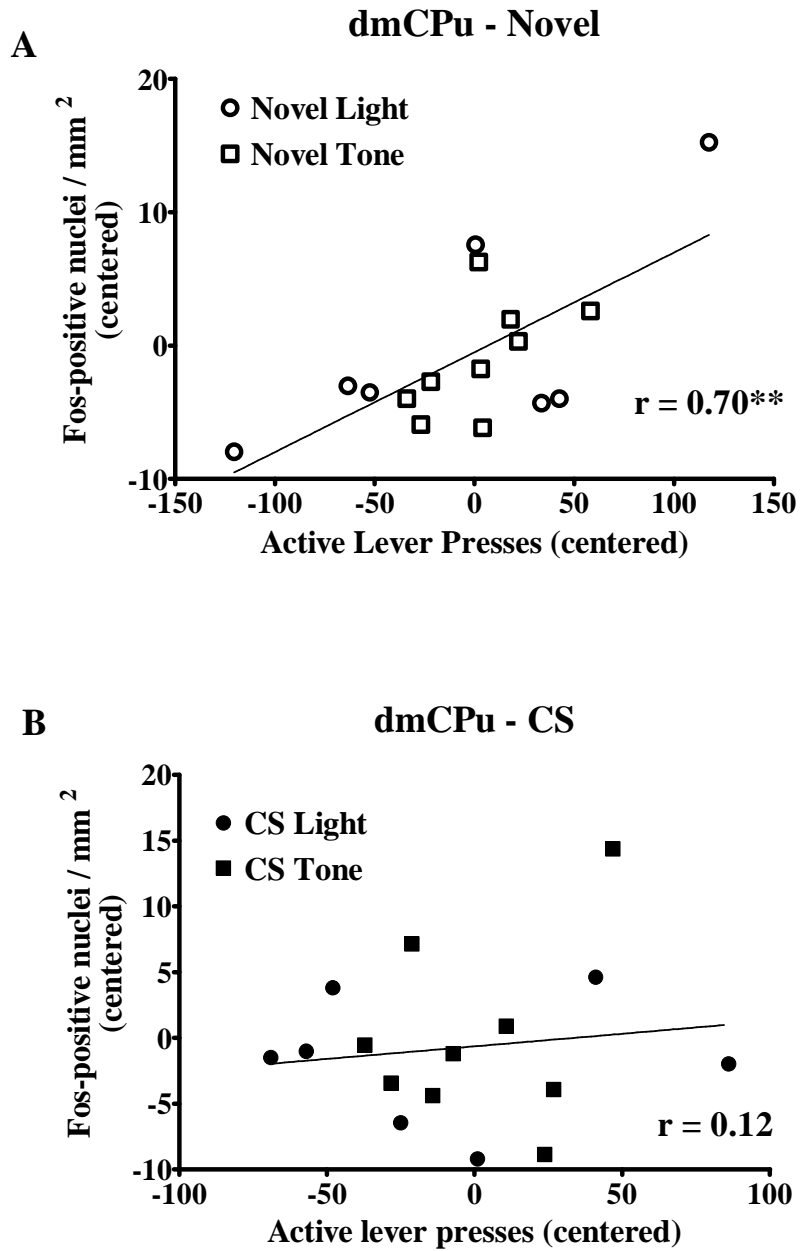 A
dmCPu - Novel
Fos-positive nuclei / mm 2
(centered)
20
10
0
-10
Novel Light
Novel Tone
r = 0.70**
-150 -100 -50 0 50 100 150
Active Lever Presses (centered)
B
dmCPu - CS
Fos-positive nuclei / mm 2
(centered)
20
15
10
5
0
-5
-10
CS Light
CS Tone
r = 0.12
-100 -50 0 50 100
Active lever presses (centered)